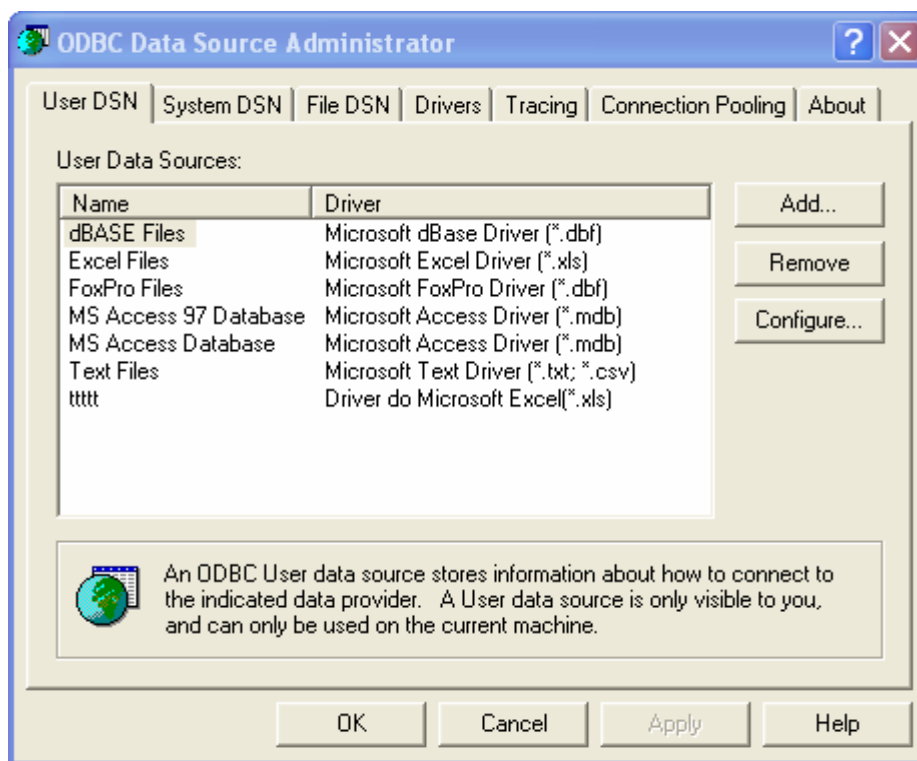 ODBC Data Source Administrator
User DSN System DSN File DSN Drivers Tracing Connection Pooling About
User Data Sources:
Name Driver
dBASE Files Microsoft dBase Driver (*.dbf)
Excel Files Microsoft Excel Driver (*.xls)
FoxPro Files Microsoft FoxPro Driver (*.dbf)
MS Access 97 Database Microsoft Access Driver (*.mdb)
MS Access Database Microsoft Access Driver (*.mdb)
Text Files Microsoft Text Driver (*.txt; *.csv)
ttttt Driver do Microsoft Excel(*.xls)
Add...
Remove
Configure...
An ODBC User data source stores information about how to connect to
the indicated data provider. A User data source is only visible to you,
and can only be used on the current machine.
OK Cancel Apply Help